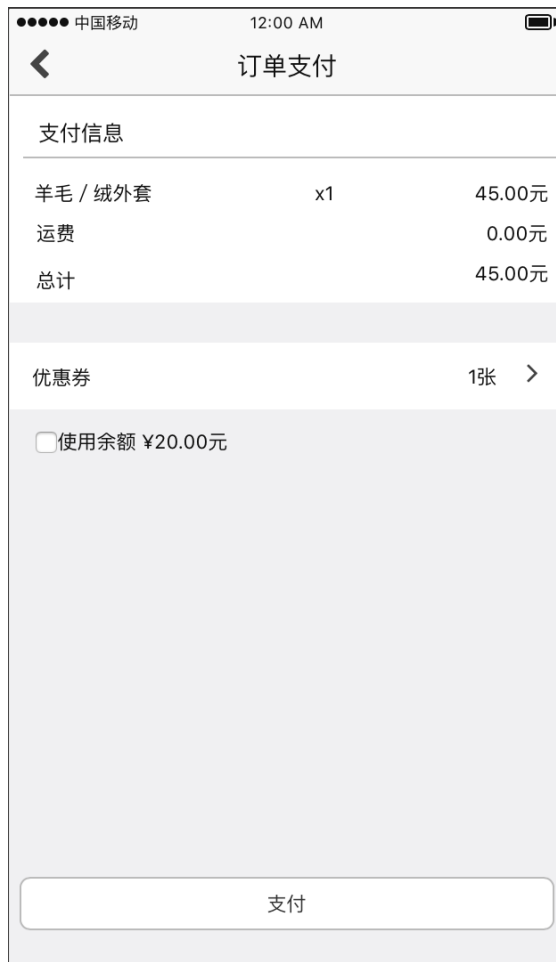 中国移动 12:00 AM
订单支付
支付信息
羊毛 / 绒外套 x1 45.00元
运费 0.00元
总计 45.00元
优惠券 1张
使用余额 ¥20.00元
支付